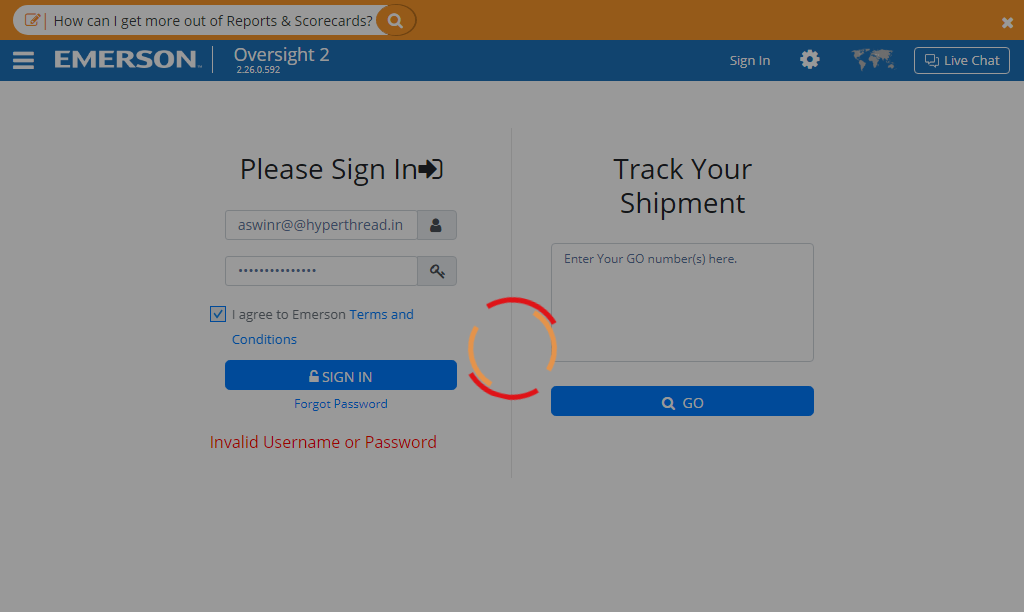 How can I get more out of Reports & Scorecards?
EMERSON™
Oversight 2
2.26.0.592
Sign In
Live Chat
Please Sign In
aswinr@@hyperthread.in
•••••••••••••••
I agree to Emerson Terms and
Conditions
SIGN IN
Forgot Password
Invalid Username or Password
Track Your
Shipment
Enter Your GO number(s) here.
GO